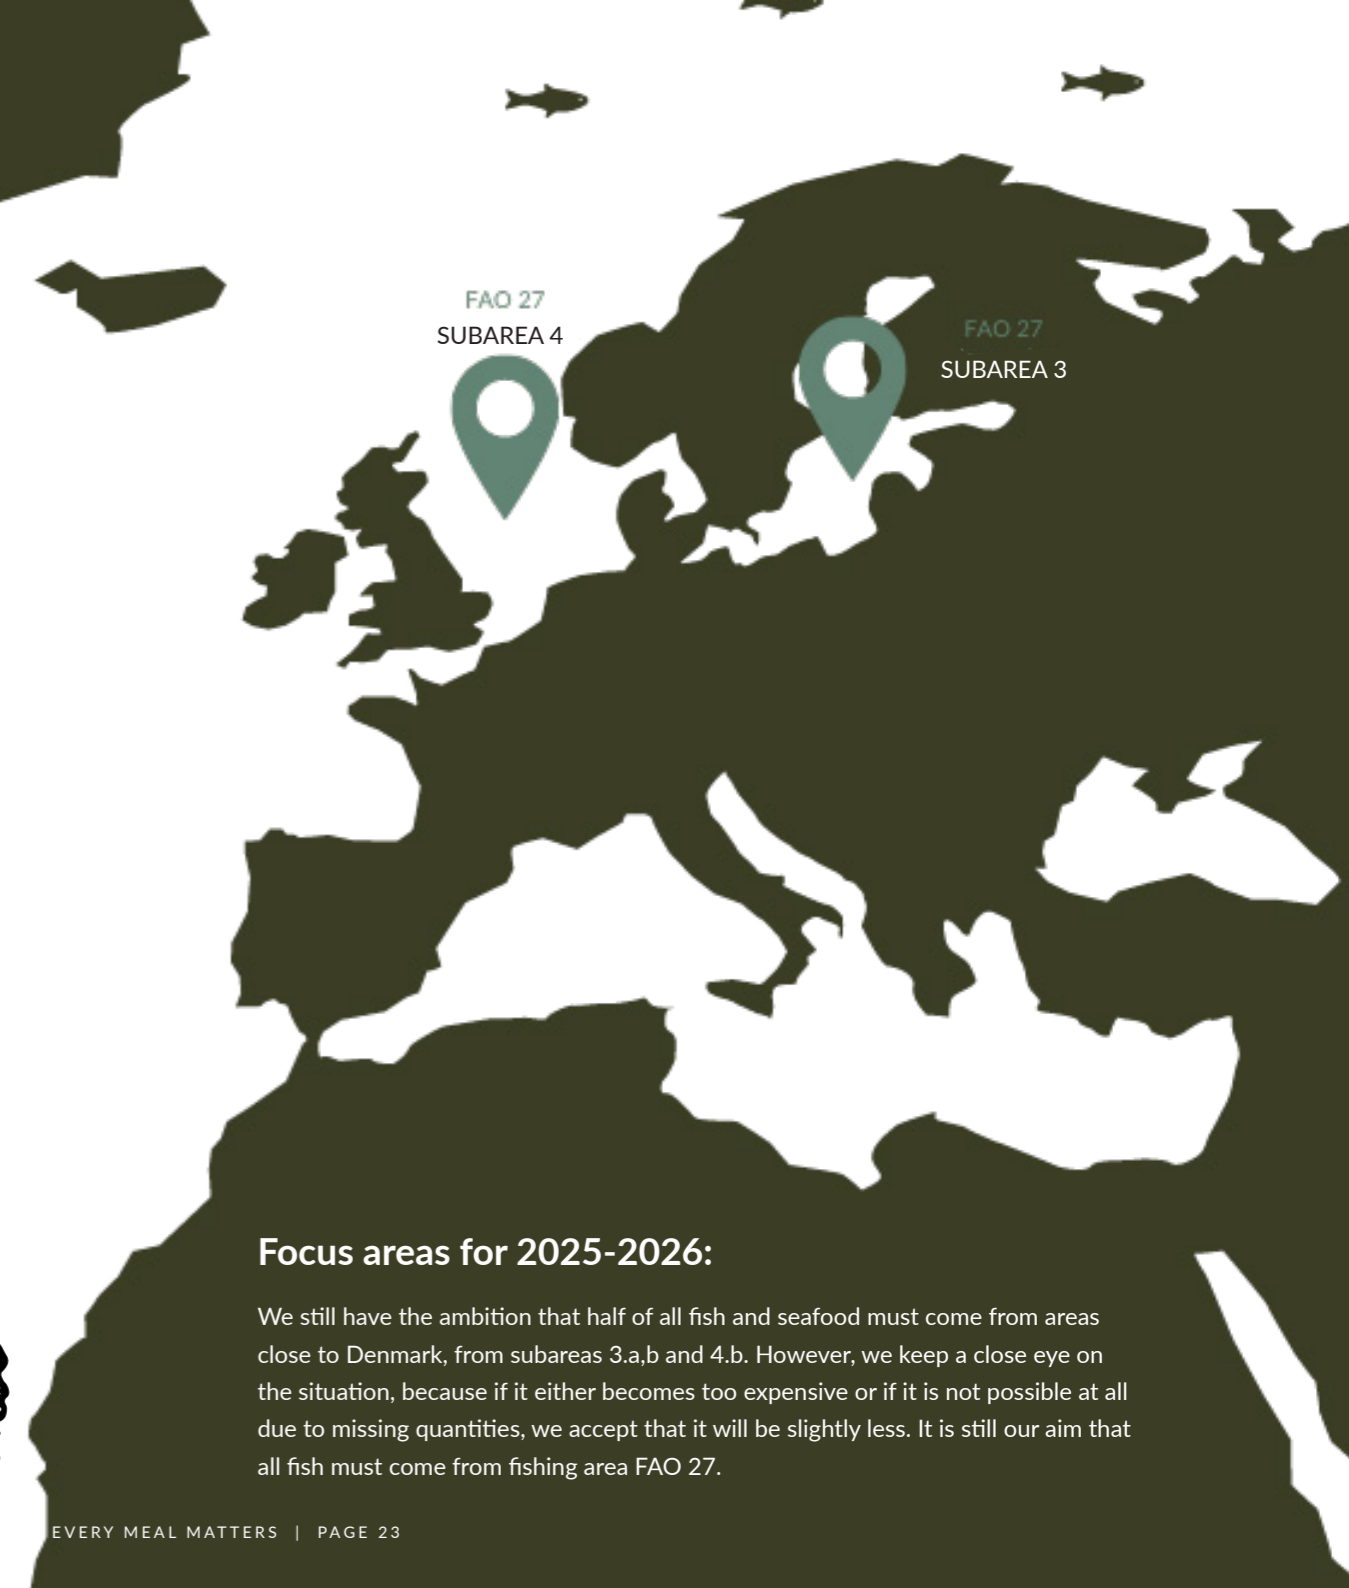 FAO 27
SUBAREA 4
FAO 27
SUBAREA 3
Focus areas for 2025-2026:
We still have the ambition that half of all fish and seafood must come from areas
close to Denmark, from subareas 3.a,b and 4.b. However, we keep a close eye on
the situation, because if it either becomes too expensive or if it is not possible at all
due to missing quantities, we accept that it will be slightly less. It is still our aim that
all fish must come from fishing area FAO 27.
EVERY MEAL MATTERS | PAGE 23